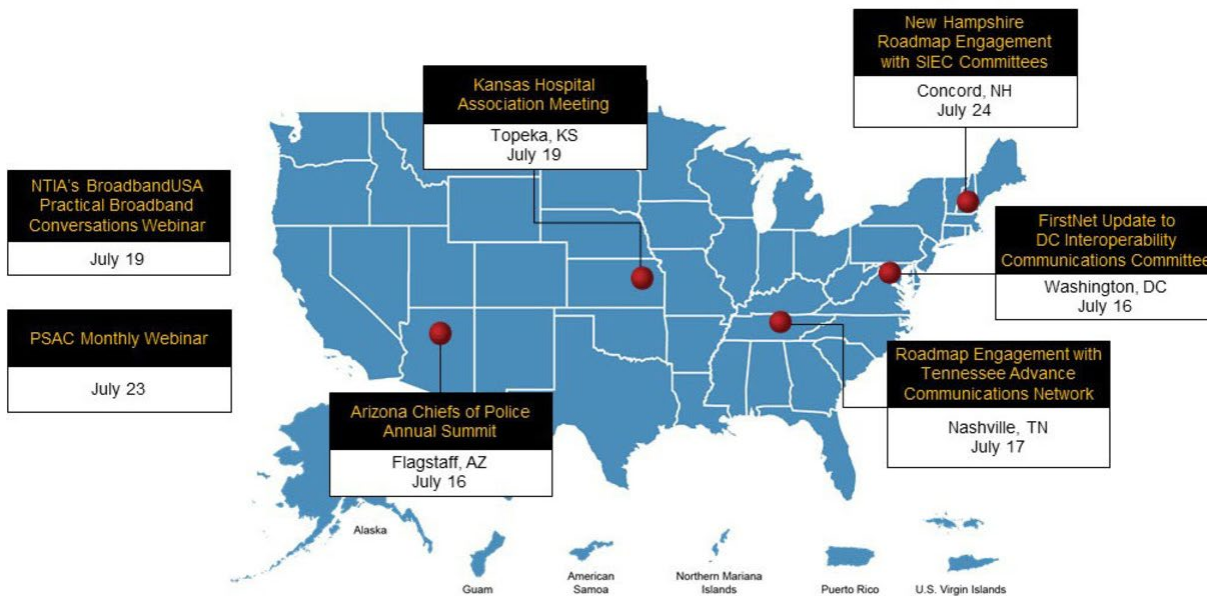 New Hampshire
Roadmap Engagement
with SIEC Committees
Concord, NH
July 24
Kansas Hospital
Association Meeting
Topeka, KS
July 19
NTIA's BroadbandUSA
Practical Broadband
Conversations Webinar
July 19
FirstNet Update to
DC Interoperability
Communications Committee
Washington, DC
July 16
PSAC Monthly Webinar
July 23
Roadmap Engagement with
Tennessee Advance
Communications Network
Nashville, TN
July 17
Arizona Chiefs of Police
Annual Summit
Flagstaff, AZ
July 16
Alaska
Guam
American
Samoa
Northern Mariana
Islands
Puerto Rico
U.S. Virgin Islands